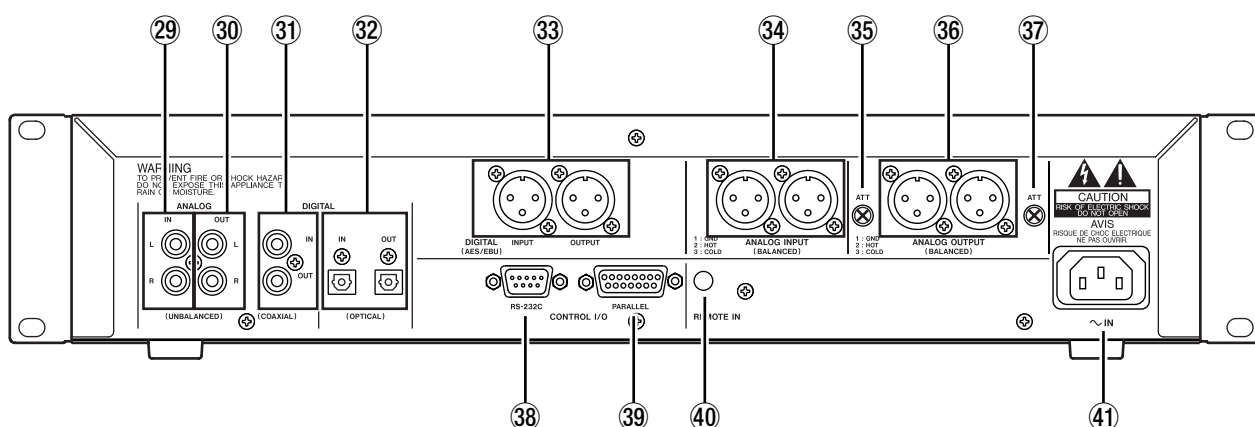 29 30 31 32 33 34 35 36 37
WARNING
TO PREVENT FIRE OR SHOCK HAZARD
DO NOT EXPOSE THIS APPLIANCE T
RAIN OR MOISTURE.
ANALOG
DIGITAL
IN OUT
L L
R R
IN
OUT
IN OUT
(UNBALANCED)
(COAXIAL)
(OPTICAL)
DIGITAL
(AES/EBU)
INPUT OUTPUT
1 : GND
2 : HOT
3 : COLD
ANALOG INPUT
(BALANCED)
ATT
1 : GND
2 : HOT
3 : COLD
ANALOG OUTPUT
(BALANCED)
ATT
CAUTION
RISK OF ELECTRIC SHOCK
DO NOT OPEN
AVIS
RISQUE DE CHOC ELECTRIQUE
NE PAS OUVRIR.
RS-232C
PARALLEL
CONTROL I/O
REMOTE IN
~ IN
38 39 40 41